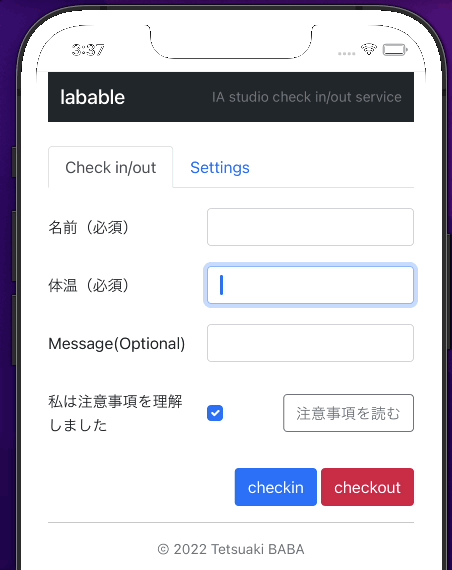 3:37
labable IA studio check in/out service
Check in/out Settings
名前（必須）
体温（必須）
Message(Optional)
私は注意事項を理解
しました
注意事項を読む
checkin checkout
© 2022 Tetsuaki BABA